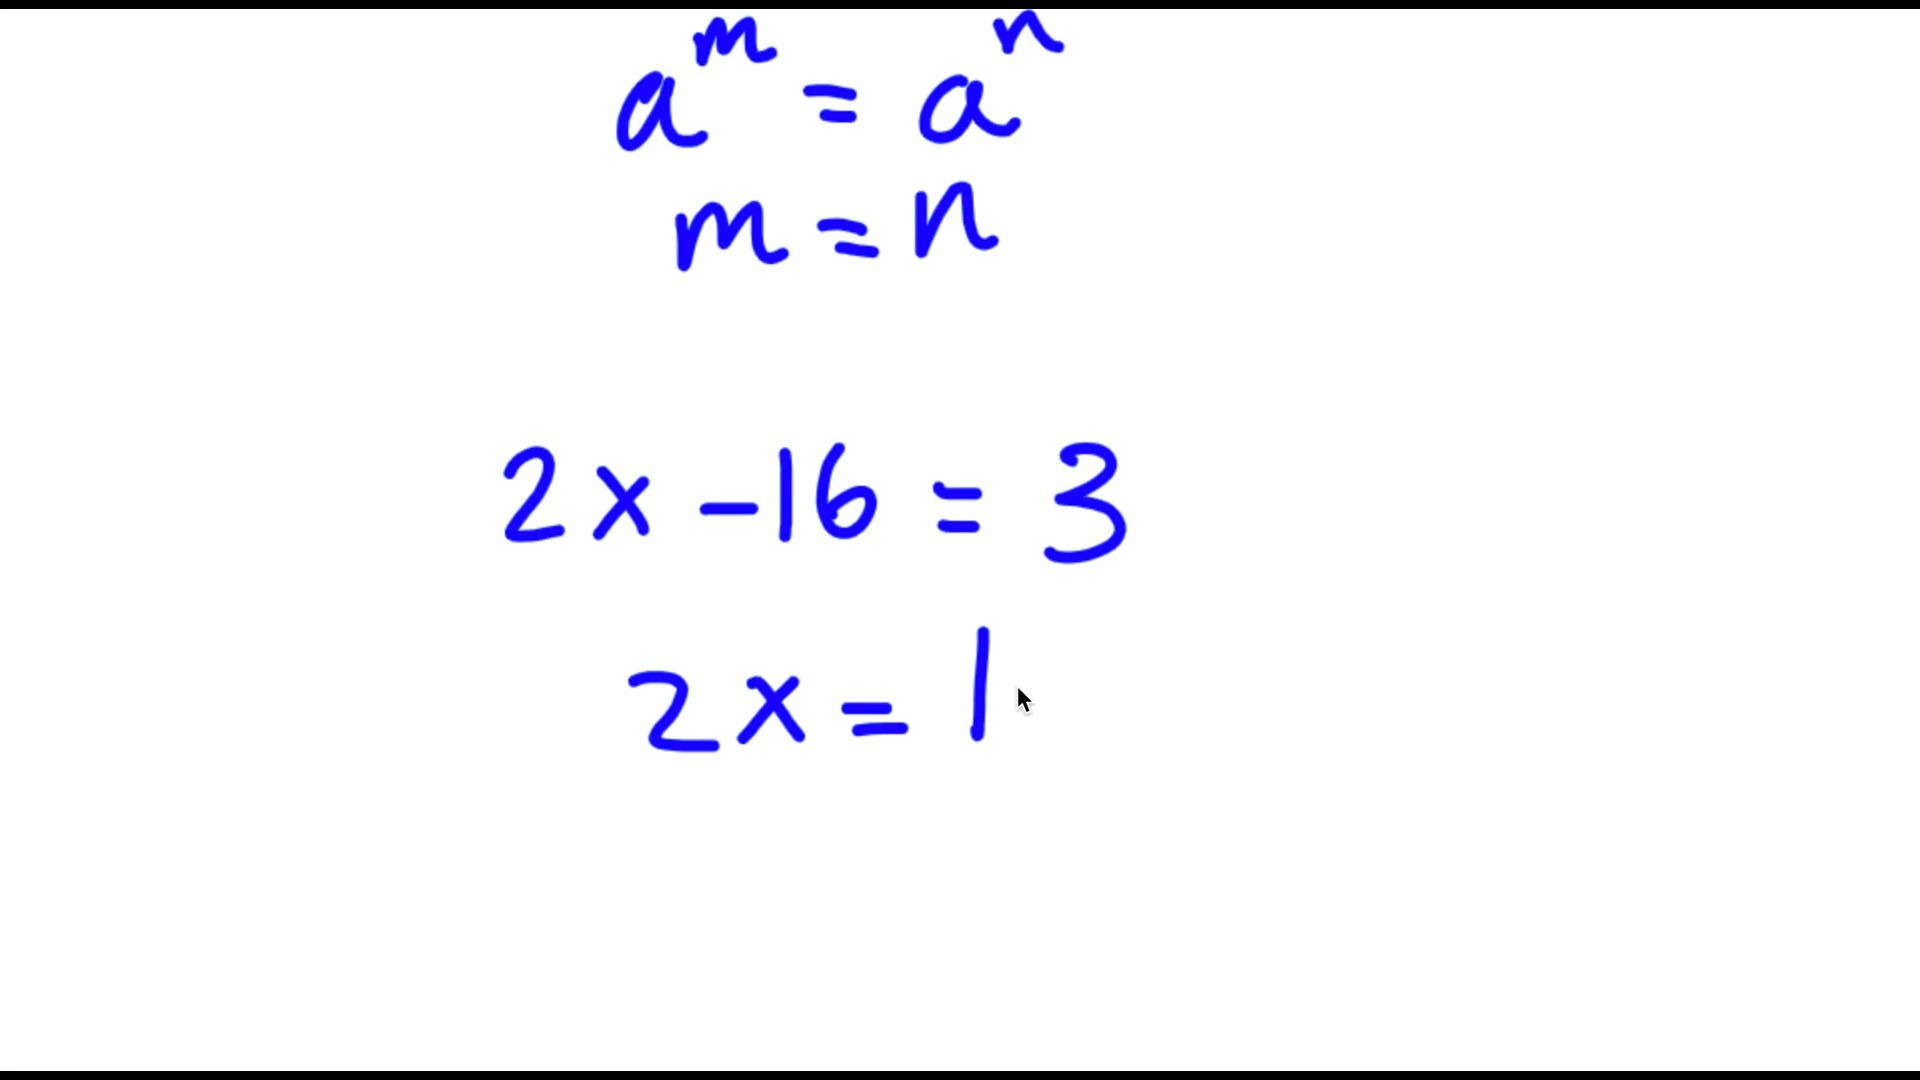 a^m = a^n
m = n
2x - 16 = 3
2x = 1